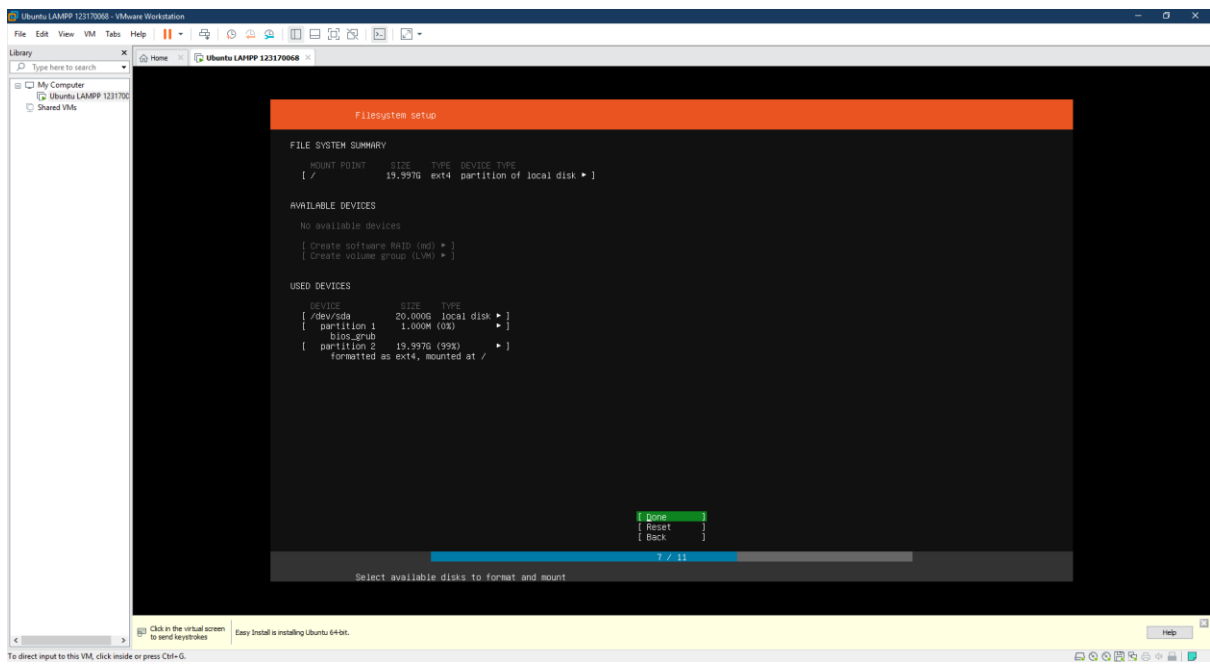 Ubuntu LAMPP 123170068 - VMware Workstation
File Edit View VM Tabs Help
Library
Home
Ubuntu LAMPP 123170068
Type here to search
My Computer
Ubuntu LAMPP 1231700
Shared VMs
Filesystem setup
FILE SYSTEM SUMMARY
MOUNT POINT SIZE TYPE DEVICE TYPE
[ / 19.997G ext4 partition of local disk ▸ ]
AVAILABLE DEVICES
No available devices
[ Create software RAID (md) ▸ ]
[ Create volume group (LVM) ▸ ]
USED DEVICES
DEVICE SIZE TYPE
[ /dev/sda 20.000G local disk ▸ ]
[ partition 1 1.000M (0%) ▸ ]
bios_grub
[ partition 2 19.997G (99%) ▸ ]
formatted as ext4, mounted at /
[ Done ]
[ Reset ]
[ Back ]
7 / 11
Select available disks to format and mount
Click in the virtual screen
to send keystrokes
Easy Install is installing Ubuntu 64-bit.
Help
To direct input to this VM, click inside or press Ctrl+G.